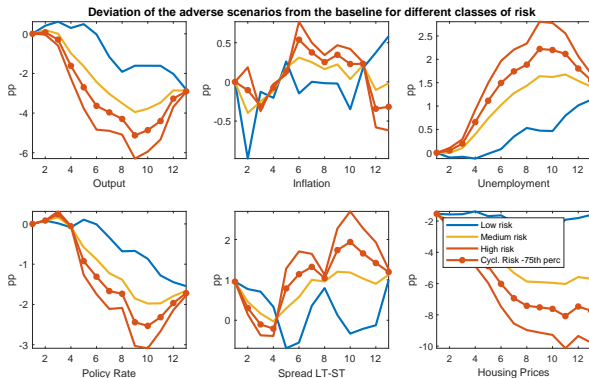 Deviation of the adverse scenarios from the baseline for different classes of risk
0
-2
-4
-6
pp
2 4 6 8 10 12
Output
0.5
0
-0.5
pp
2 4 6 8 10 12
Inflation
2.5
2
1.5
1
0.5
0
pp
2 4 6 8 10 12
Unemployment
1
0
-1
-2
-3
pp
2 4 6 8 10 12
Policy Rate
2
0
pp
2 4 6 8 10 12
Spread LT-ST
-2
-4
-6
-8
-10
pp
Low risk
Medium risk
High risk
Cycl. Risk -75th perc
2 4 6 8 10 12
Housing Prices